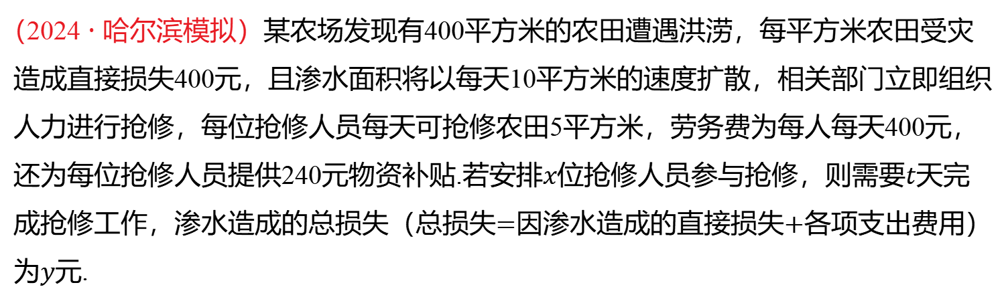 （2024·哈尔滨模拟）某农场发现有400平方米的农田遭遇洪涝，每平方米农田受灾
造成直接损失400元，且渗水面积将以每天10平方米的速度扩散，相关部门立即组织
人力进行抢修，每位抢修人员每天可抢修农田5平方米，劳务费为每人每天400元，
还为每位抢修人员提供240元物资补贴.若安排x位抢修人员参与抢修，则需要t天完
成抢修工作，渗水造成的总损失（总损失=因渗水造成的直接损失+各项支出费用）
为y元.